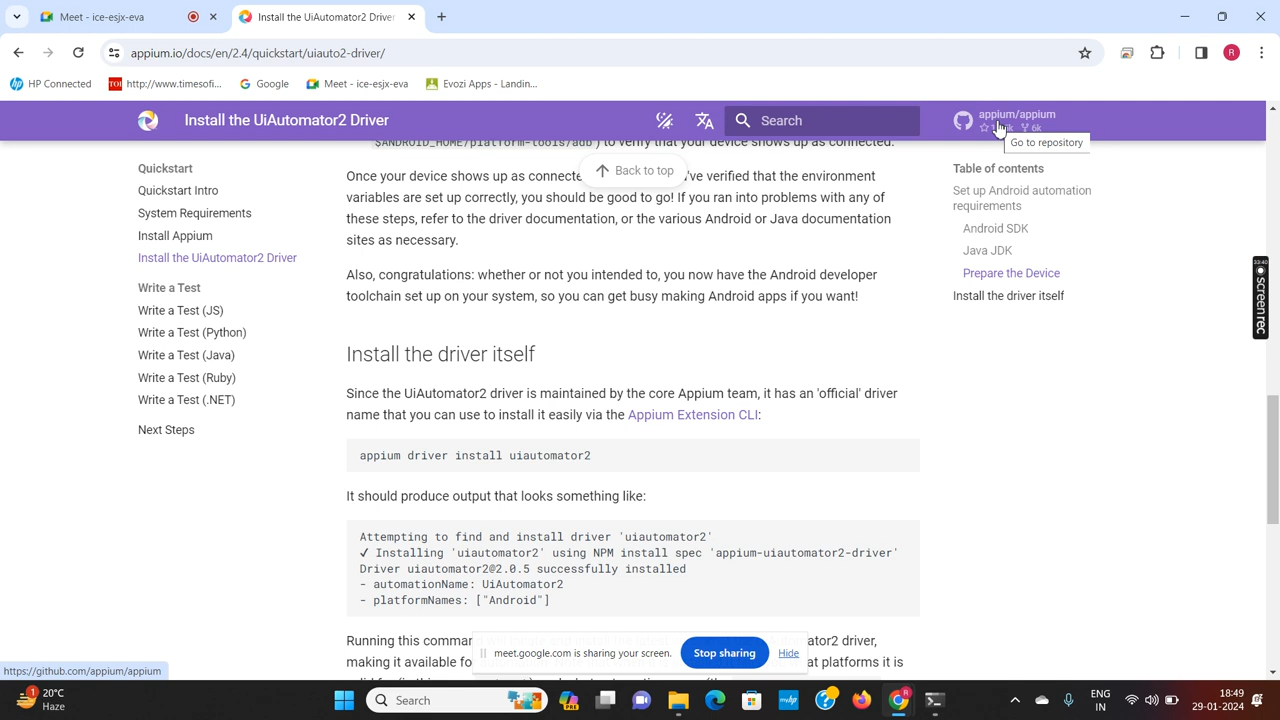 Meet - ice-esjx-eva
Install the UiAutomator2 Driver
appium.io/docs/en/2.4/quickstart/uiauto2-driver/
R
HP Connected
TOI
http://www.timesofi...
Google
Meet - ice-esjx-eva
Evozi Apps - Landin...
Install the UiAutomator2 Driver
Search
appium/appium
6k
Go to repository
Quickstart
Quickstart Intro
System Requirements
Install Appium
Install the UiAutomator2 Driver
Write a Test
Write a Test (JS)
Write a Test (Python)
Write a Test (Java)
Write a Test (Ruby)
Write a Test (.NET)
Next Steps
$ANDROID_HOME/platform-tools/adb ) to verify that your device shows up as connected.
Back to top
Once your device shows up as connecte 've verified that the environment
variables are set up correctly, you should be good to go! If you ran into problems with any of
these steps, refer to the driver documentation, or the various Android or Java documentation
sites as necessary.
Also, congratulations: whether or not you intended to, you now have the Android developer
toolchain set up on your system, so you can get busy making Android apps if you want!
Install the driver itself
Since the UiAutomator2 driver is maintained by the core Appium team, it has an 'official' driver
name that you can use to install it easily via the Appium Extension CLI:
appium driver install uiautomator2
It should produce output that looks something like:
Attempting to find and install driver 'uiautomator2'
✓ Installing 'uiautomator2' using NPM install spec 'appium-uiautomator2-driver'
Driver uiautomator2@2.0.5 successfully installed
- automationName: UiAutomator2
- platformNames: ["Android"]
Running this comman ator2 driver,
making it available fo at platforms it is
Table of contents
Set up Android automation
requirements
Android SDK
Java JDK
Prepare the Device
Install the driver itself
33:40
screenrec
meet.google.com is sharing your screen.
Stop sharing
Hide
https://github.com/appium/appium
20°C
Haze
Search
ENG
IN
18:49
29-01-2024